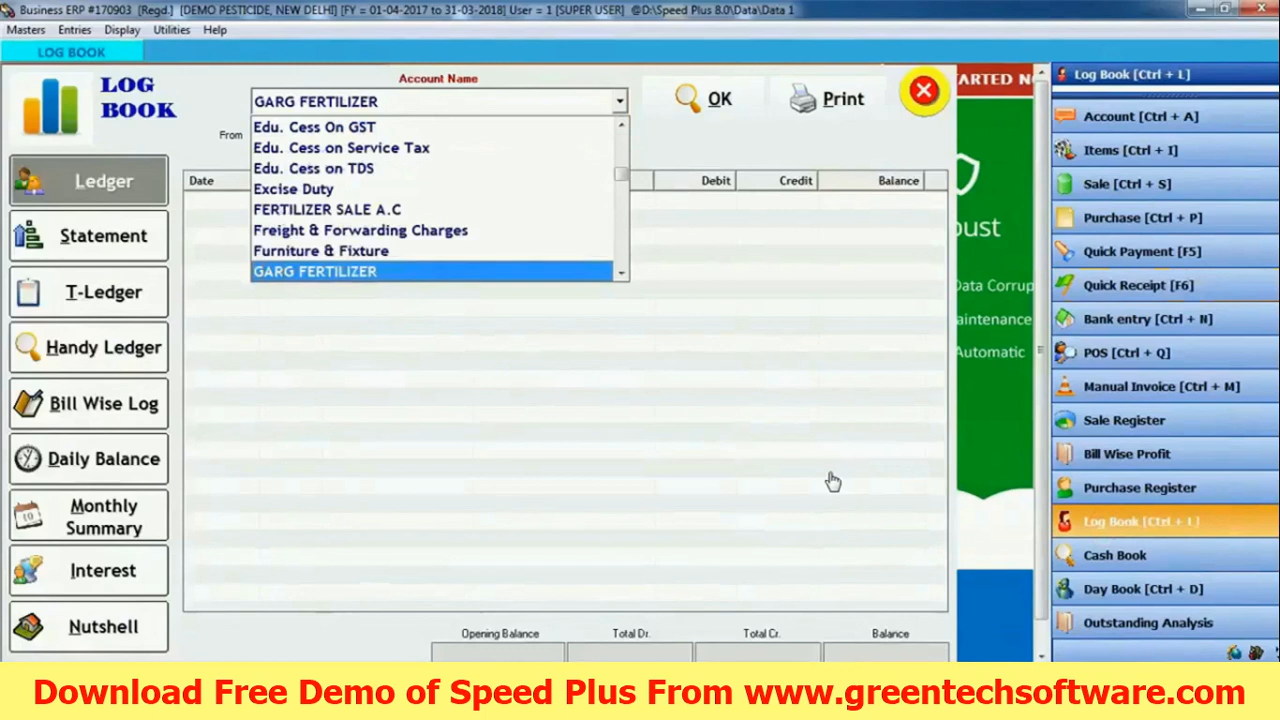 Business ERP #170903 [Regd.] [DEMO PESTICIDE, NEW DELHI] [FY = 01-04-2017 to 31-03-2018] User = 1 [SUPER USER] @D:\Speed Plus 8.0\Data\Data 1
Masters Entries Display Utilities Help
LOG BOOK
LOG
BOOK
Account Name
GARG FERTILIZER
OK
Print
From
Edu. Cess On GST
Edu. Cess on Service Tax
Edu. Cess on TDS
Excise Duty
FERTILIZER SALE A.C
Freight & Forwarding Charges
Furniture & Fixture
GARG FERTILIZER
Date Debit Credit Balance
Ledger
Statement
T-Ledger
Handy Ledger
Bill Wise Log
Daily Balance
Monthly
Summary
Interest
Nutshell
Opening Balance Total Dr. Total Cr. Balance
Data Corrup
aintenance
Automatic
Log Book [Ctrl + L]
Account [Ctrl + A]
Items [Ctrl + I]
Sale [Ctrl + S]
Purchase [Ctrl + P]
Quick Payment [F5]
Quick Receipt [F6]
Bank entry [Ctrl + N]
POS [Ctrl + Q]
Manual Invoice [Ctrl + M]
Sale Register
Bill Wise Profit
Purchase Register
Log Book [Ctrl + L]
Cash Book
Day Book [Ctrl + D]
Outstanding Analysis
Download Free Demo of Speed Plus From www.greentechsoftware.com